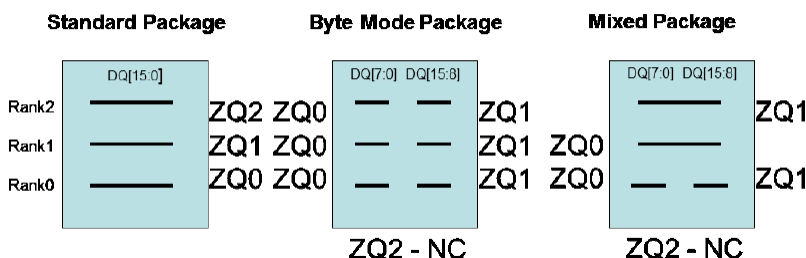 Standard Package Byte Mode Package Mixed Package
DQ[15:0] DQ[7:0] DQ[15:8] DQ[7:0] DQ[15:8]
Rank2 ZQ2 ZQ0 ZQ1 ZQ1
Rank1 ZQ1 ZQ0 ZQ1 ZQ0
Rank0 ZQ0 ZQ0 ZQ1 ZQ0 ZQ1
ZQ2 - NC ZQ2 - NC